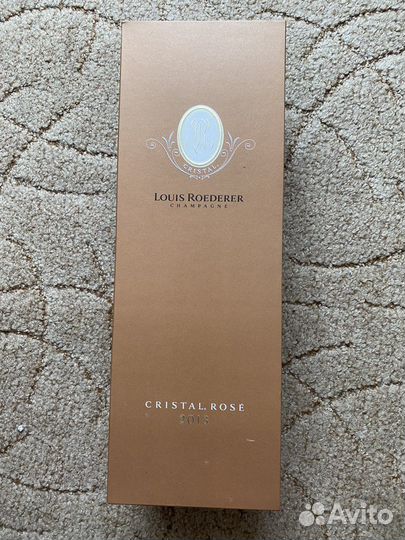 CRISTAL
LOUIS ROEDERER
CHAMPAGNE
CRISTAL. ROSÉ
Avito